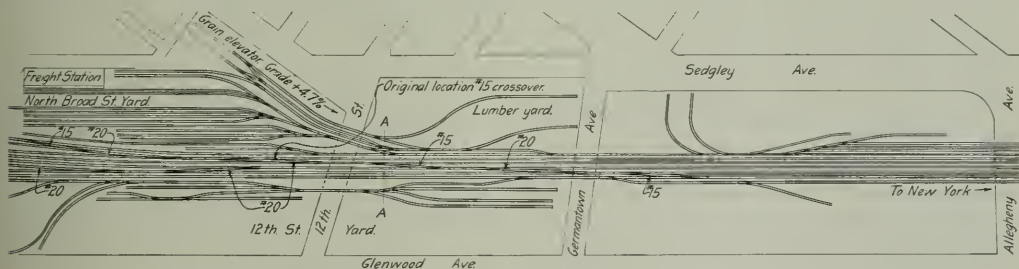 Grain elevator Grade +4.7%
Freight Station
North Broad St. Yard.
Original location #15 crossover.
St.
A
Lumber yard.
Sedgley Ave.
Ave.
Ave
#15
#20
#15
#20
#20
#20
#15
To New York
12th. St. Yard.
12th
A
Germantown
Allegheny
Glenwood Ave.